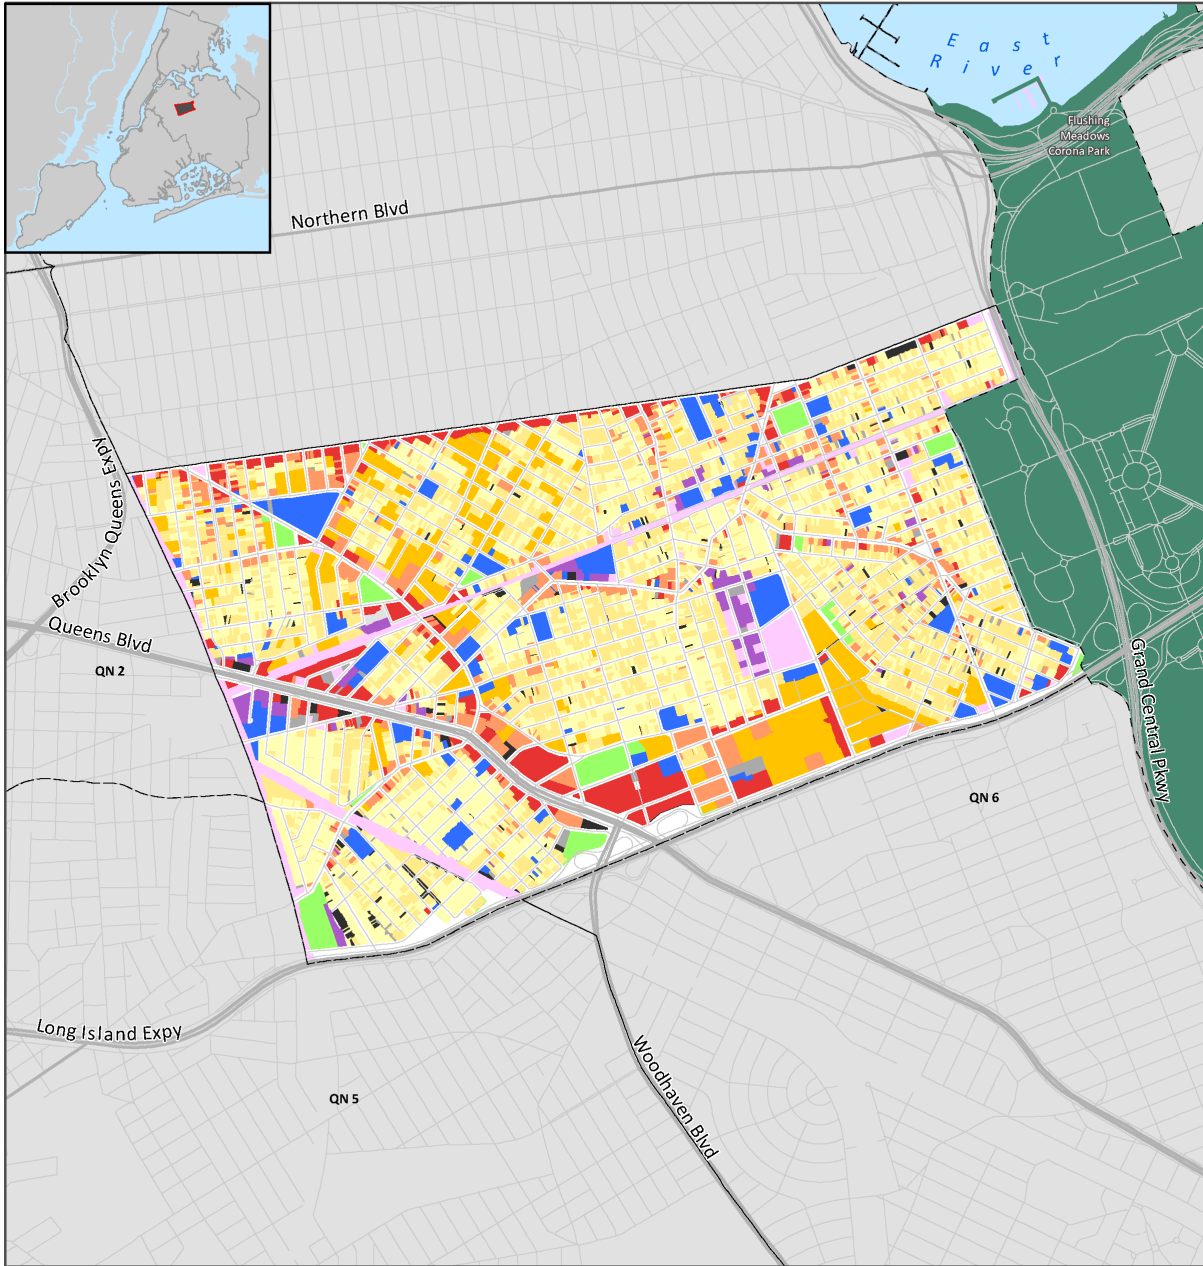 East
River
Flushing
Meadows
Corona Park
Northern Blvd
Brooklyn Queens Expy
Queens Blvd
QN 2
Grand Central Pkwy
QN 6
Long Island Expy
Woodhaven Blvd
QN 5